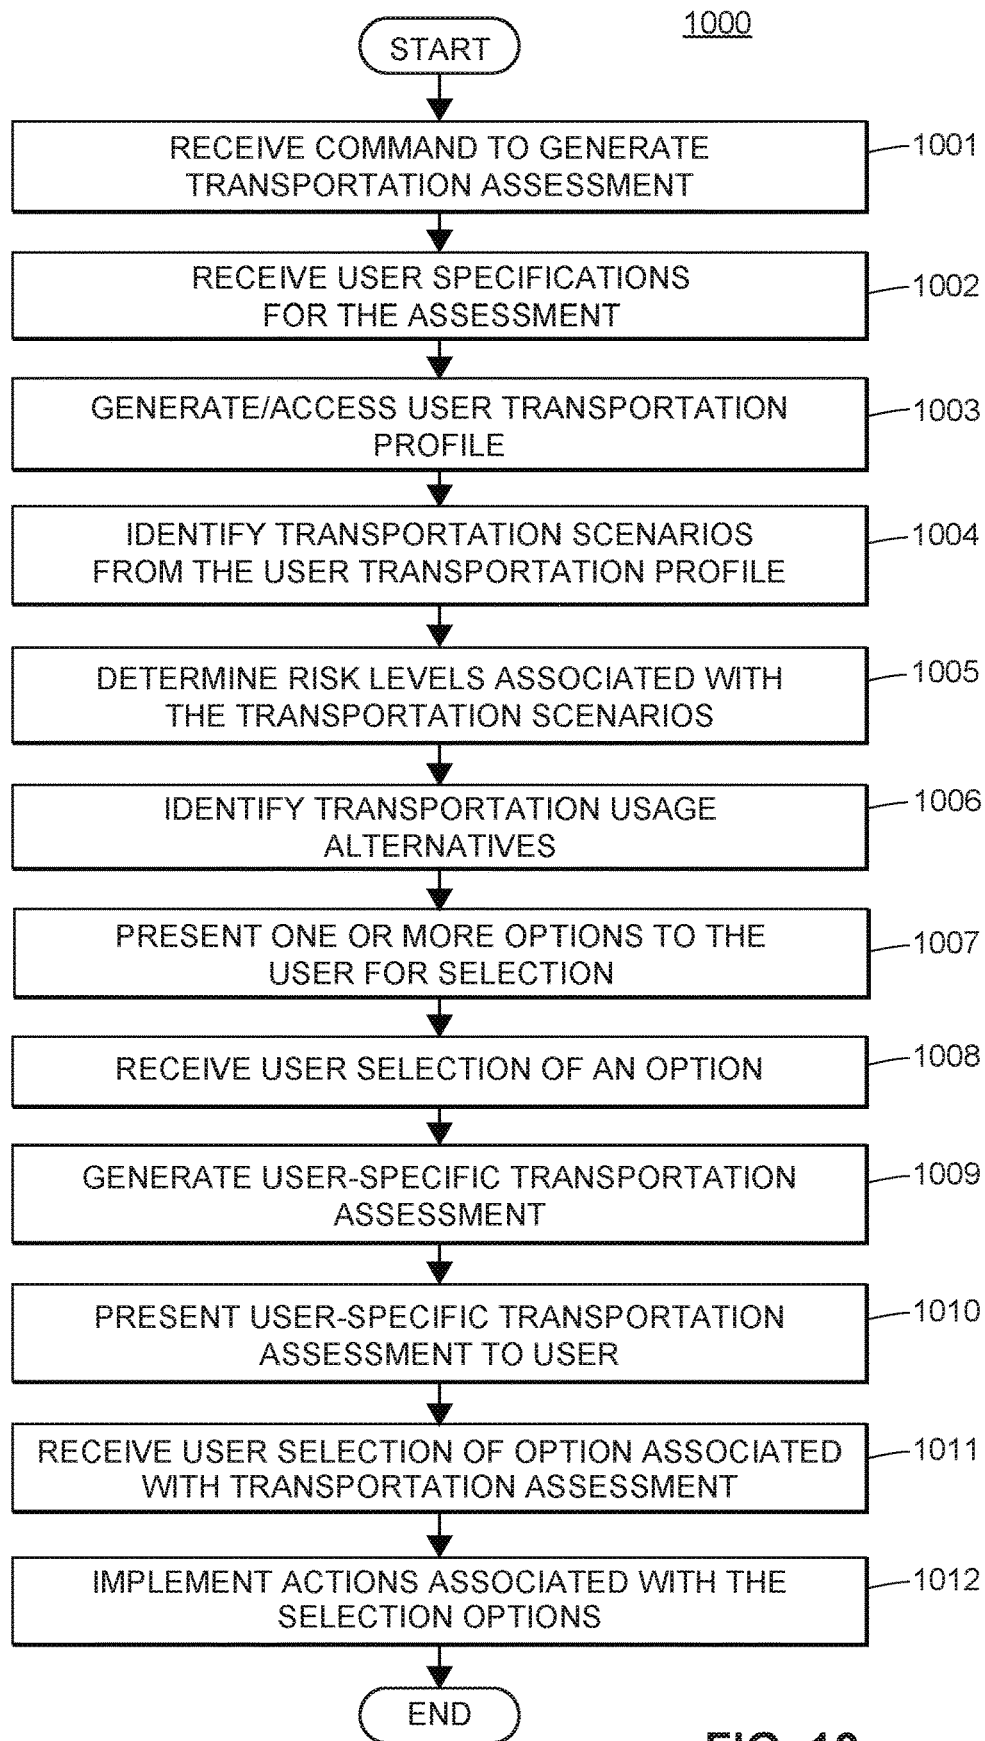 1000
START
RECEIVE COMMAND TO GENERATE
TRANSPORTATION ASSESSMENT
1001
RECEIVE USER SPECIFICATIONS
FOR THE ASSESSMENT
1002
GENERATE/ACCESS USER TRANSPORTATION
PROFILE
1003
IDENTIFY TRANSPORTATION SCENARIOS
FROM THE USER TRANSPORTATION PROFILE
1004
DETERMINE RISK LEVELS ASSOCIATED WITH
THE TRANSPORTATION SCENARIOS
1005
IDENTIFY TRANSPORTATION USAGE
ALTERNATIVES
1006
PRESENT ONE OR MORE OPTIONS TO THE
USER FOR SELECTION
1007
RECEIVE USER SELECTION OF AN OPTION
1008
GENERATE USER-SPECIFIC TRANSPORTATION
ASSESSMENT
1009
PRESENT USER-SPECIFIC TRANSPORTATION
ASSESSMENT TO USER
1010
RECEIVE USER SELECTION OF OPTION ASSOCIATED
WITH TRANSPORTATION ASSESSMENT
1011
IMPLEMENT ACTIONS ASSOCIATED WITH THE
SELECTION OPTIONS
1012
END